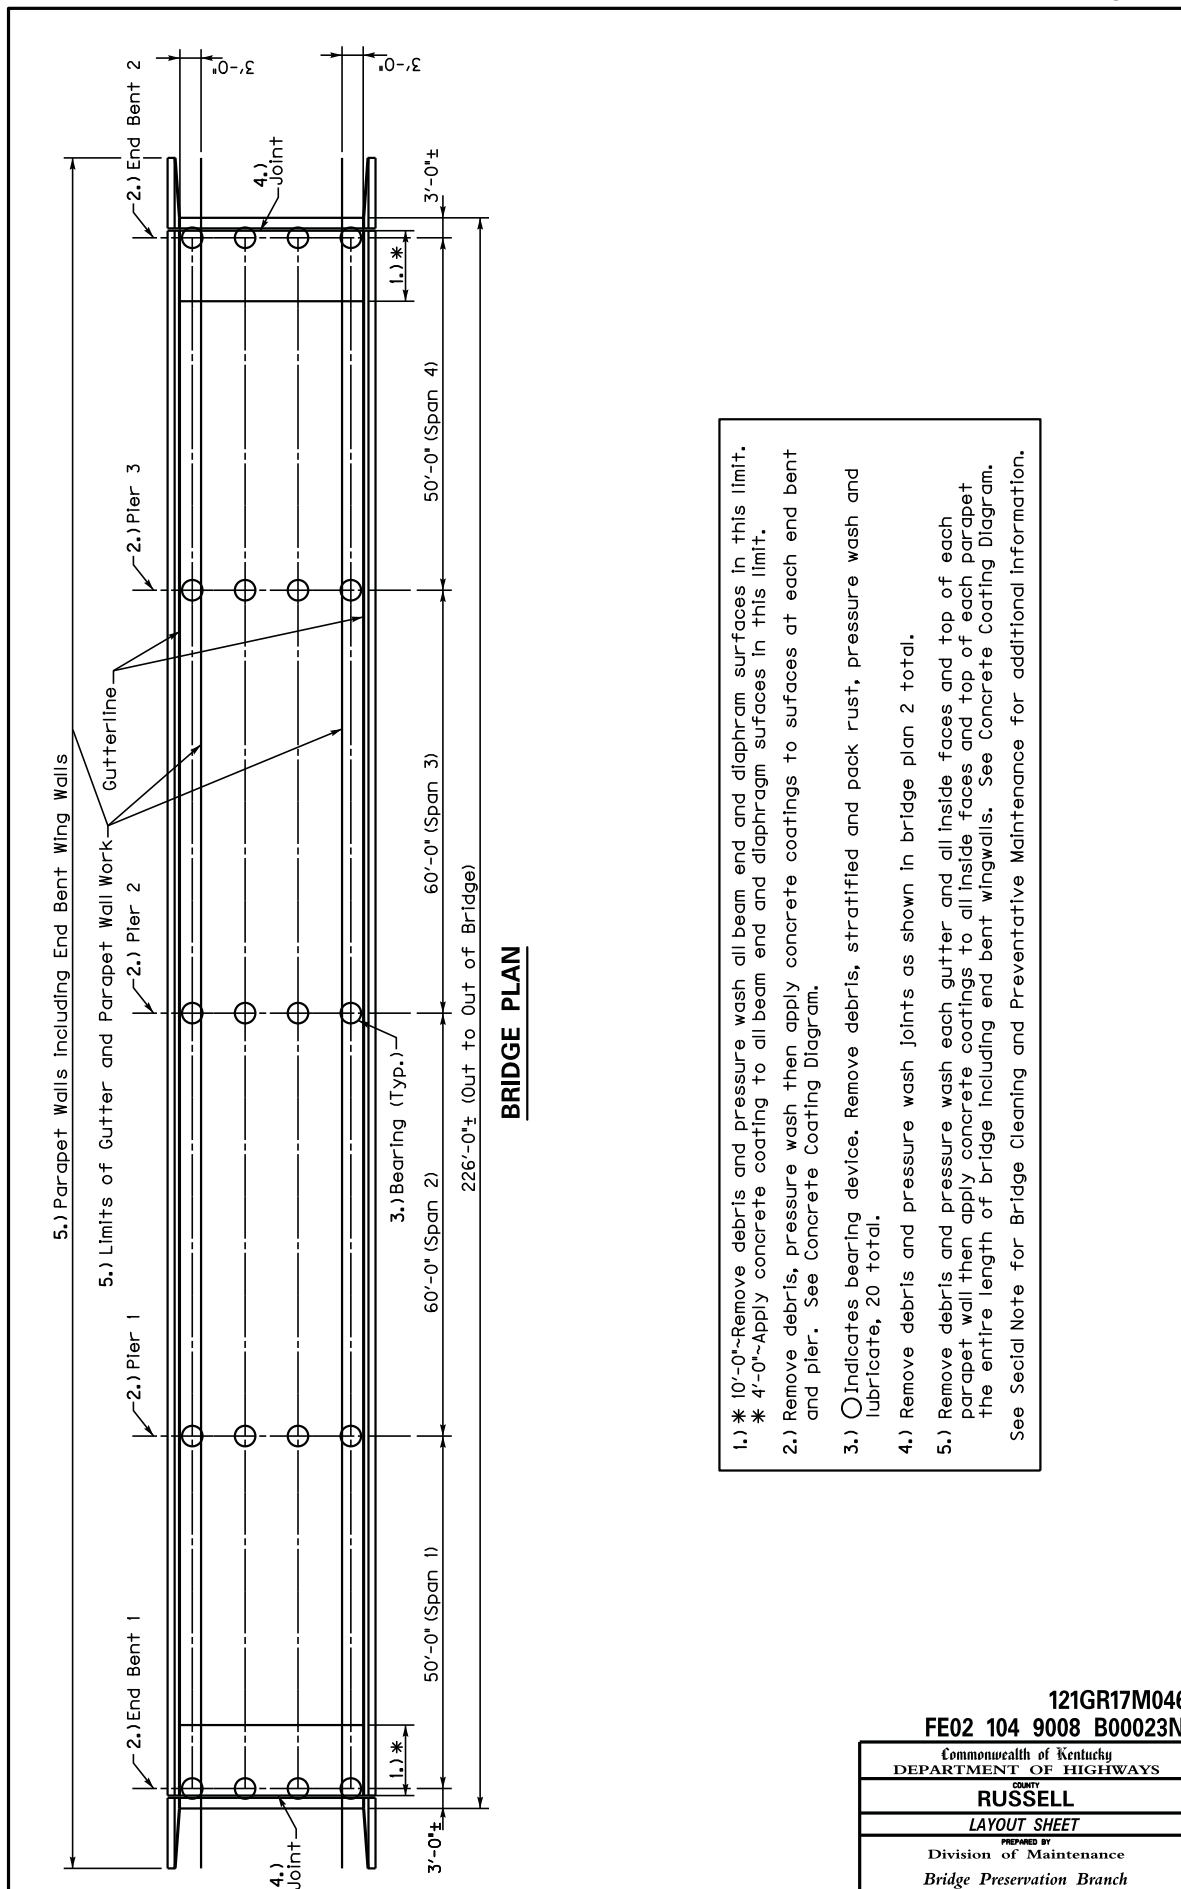 5.) Parapet Walls Including End Bent Wing Walls
5.) Limits of Gutter and Parapet Wall Work
Gutterline
2.) End Bent 1
2.) Pier 1
2.) Pier 2
2.) Pier 3
2.) End Bent 2
3'-0"
3'-0"
4.)
Joint
4.)
Joint
1.) *
1.) *
3.) Bearing (Typ.)
3'-0"±
50'-0" (Span 1)
60'-0" (Span 2)
60'-0" (Span 3)
50'-0" (Span 4)
3'-0"±
226'-0"± (Out to Out of Bridge)
BRIDGE PLAN
1.) * 10'-0"~Remove debris and pressure wash all beam end and diaphram surfaces in this limit.
* 4'-0"~Apply concrete coating to all beam end and diaphragm sufaces in this limit.
2.) Remove debris, pressure wash then apply concrete coatings to sufaces at each end bent
and pier. See Concrete Coating Diagram.
3.) Indicates bearing device. Remove debris, stratified and pack rust, pressure wash and
lubricate, 20 total.
4.) Remove debris and pressure wash joints as shown in bridge plan 2 total.
5.) Remove debris and pressure wash each gutter and all inside faces and top of each
parapet wall then apply concrete coatings to all inside faces and top of each parapet
the entire length of bridge including end bent wingwalls. See Concrete Coating Diagram.
See Secial Note for Bridge Cleaning and Preventative Maintenance for additional information.
121GR17M046
FE02 104 9008 B00023N
Commonwealth of Kentucky
DEPARTMENT OF HIGHWAYS
COUNTY
RUSSELL
LAYOUT SHEET
PREPARED BY
Division of Maintenance
Bridge Preservation Branch